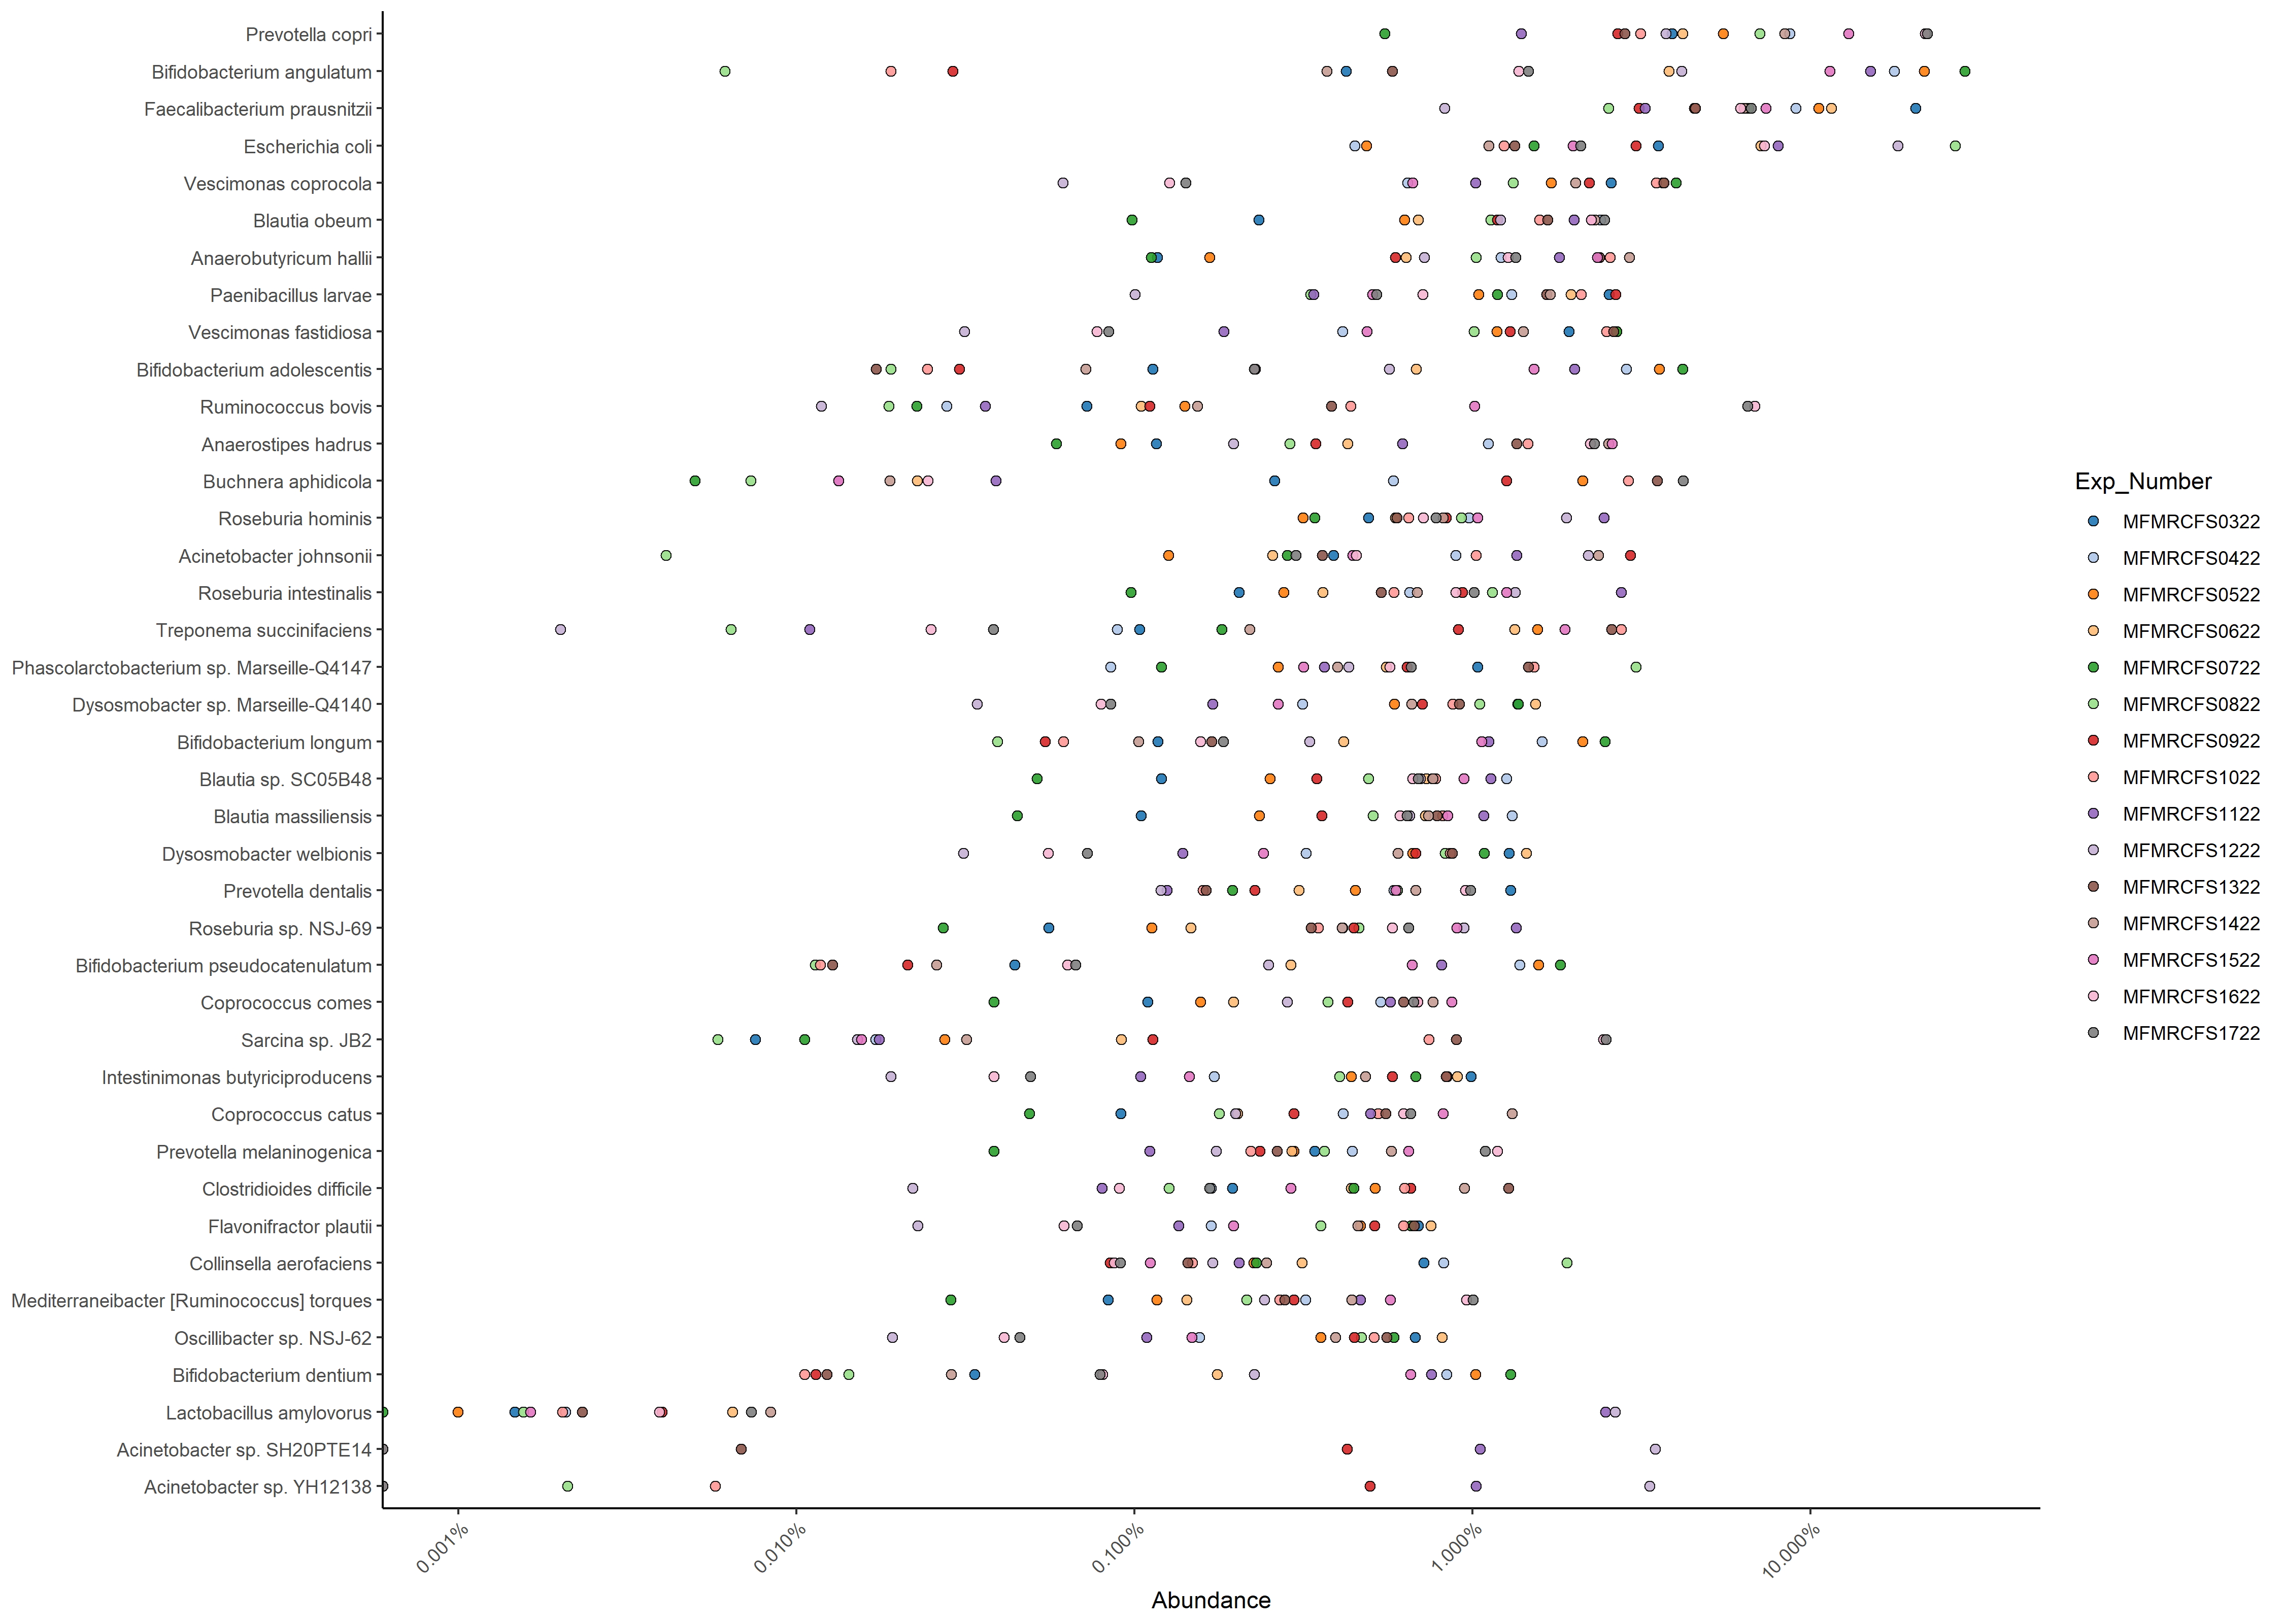 Prevotella copri
Bifidobacterium angulatum
Faecalibacterium prausnitzii
Escherichia coli
Vescimonas coprocola
Blautia obeum
Anaerobutyricum hallii
Paenibacillus larvae
Vescimonas fastidiosa
Bifidobacterium adolescentis
Ruminococcus bovis
Anaerostipes hadrus
Buchnera aphidicola
Roseburia hominis
Acinetobacter johnsonii
Roseburia intestinalis
Treponema succinifaciens
Phascolarctobacterium sp. Marseille-Q4147
Dysosmobacter sp. Marseille-Q4140
Bifidobacterium longum
Blautia sp. SC05B48
Blautia massiliensis
Dysosmobacter welbionis
Prevotella dentalis
Roseburia sp. NSJ-69
Bifidobacterium pseudocatenulatum
Coprococcus comes
Sarcina sp. JB2
Intestinimonas butyriciproducens
Coprococcus catus
Prevotella melaninogenica
Clostridioides difficile
Flavonifractor plautii
Collinsella aerofaciens
Mediterraneibacter [Ruminococcus] torques
Oscillibacter sp. NSJ-62
Bifidobacterium dentium
Lactobacillus amylovorus
Acinetobacter sp. SH20PTE14
Acinetobacter sp. YH12138
0.001%
0.010%
0.100%
1.000%
10.000%
Abundance
Exp_Number
MFMRCFS0322
MFMRCFS0422
MFMRCFS0522
MFMRCFS0622
MFMRCFS0722
MFMRCFS0822
MFMRCFS0922
MFMRCFS1022
MFMRCFS1122
MFMRCFS1222
MFMRCFS1322
MFMRCFS1422
MFMRCFS1522
MFMRCFS1622
MFMRCFS1722